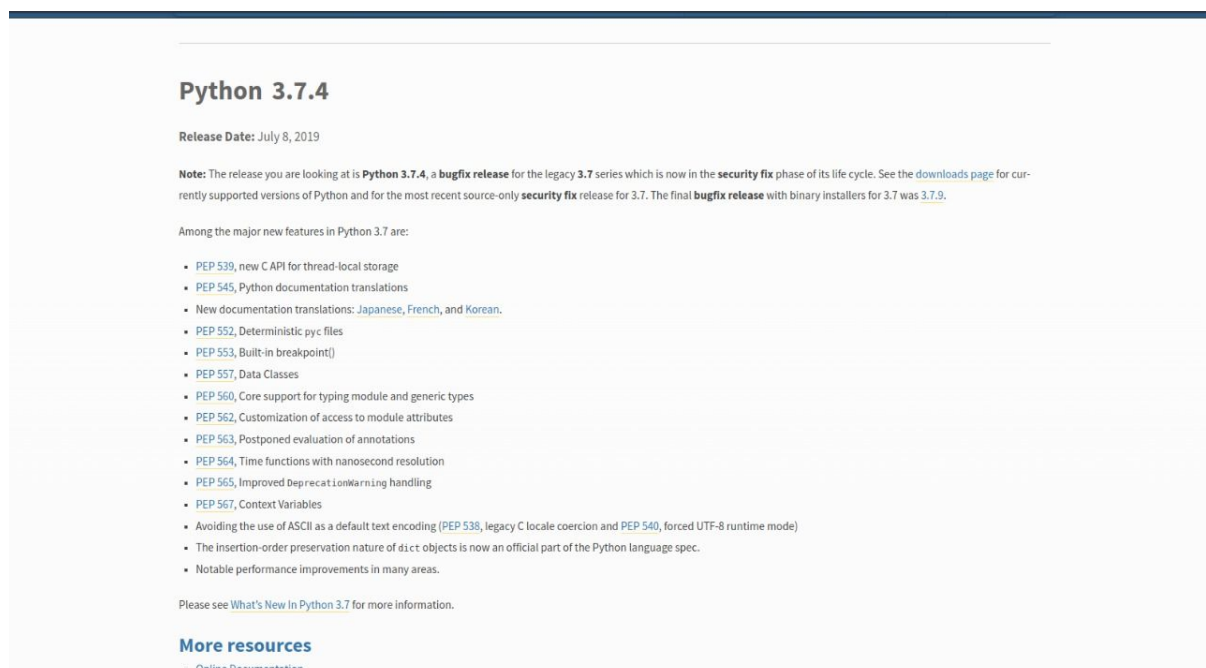 Python 3.7.4
Release Date: July 8, 2019
Note: The release you are looking at is Python 3.7.4, a bugfix release for the legacy 3.7 series which is now in the security fix phase of its life cycle. See the downloads page for cur-
rently supported versions of Python and for the most recent source-only security fix release for 3.7. The final bugfix release with binary installers for 3.7 was 3.7.9.
Among the major new features in Python 3.7 are:
▪ PEP 539, new C API for thread-local storage
▪ PEP 545, Python documentation translations
▪ New documentation translations: Japanese, French, and Korean.
▪ PEP 552, Deterministic pyc files
▪ PEP 553, Built-in breakpoint()
▪ PEP 557, Data Classes
▪ PEP 560, Core support for typing module and generic types
▪ PEP 562, Customization of access to module attributes
▪ PEP 563, Postponed evaluation of annotations
▪ PEP 564, Time functions with nanosecond resolution
▪ PEP 565, Improved DeprecationWarning handling
▪ PEP 567, Context Variables
▪ Avoiding the use of ASCII as a default text encoding (PEP 538, legacy C locale coercion and PEP 540, forced UTF-8 runtime mode)
▪ The insertion-order preservation nature of dict objects is now an official part of the Python language spec.
▪ Notable performance improvements in many areas.
Please see What's New In Python 3.7 for more information.
More resources
Online Documentation